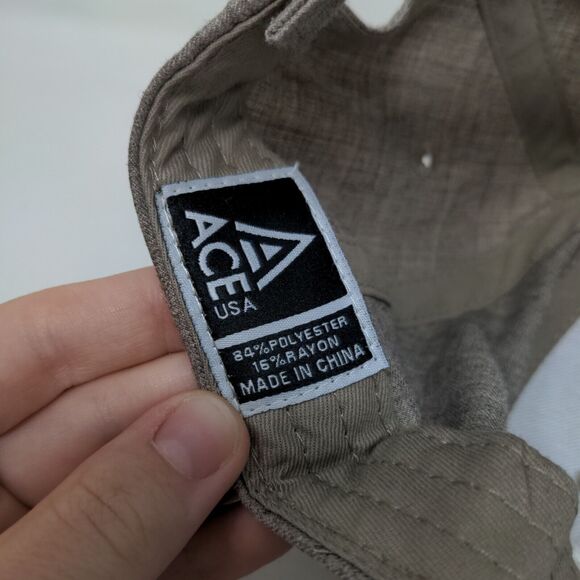 ACE
USA
84%POLYESTER
16%RAYON
MADE IN CHINA